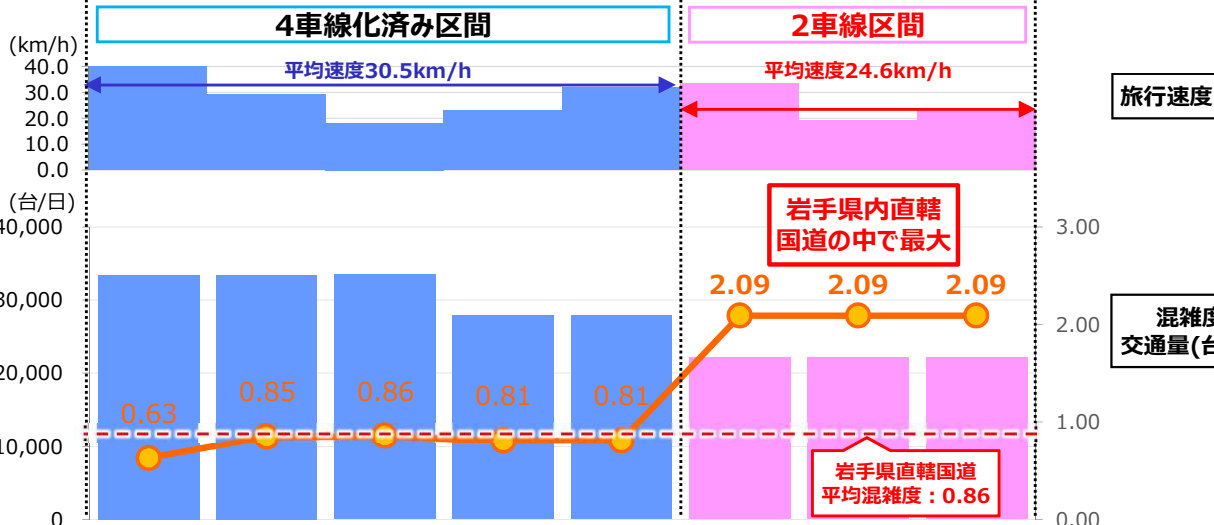 4車線化済み区間
2車線区間
(km/h)
40.0
30.0
20.0
10.0
0.0
平均速度30.5km/h
平均速度24.6km/h
旅行速度
(台/日)
40,000
30,000
20,000
10,000
0
岩手県内直轄
国道の中で最大
0.63
0.85
0.86
0.81
0.81
2.09
2.09
2.09
岩手県直轄国道
平均混雑度：0.86
3.00
2.00
1.00
0.00
混雑度
交通量(台